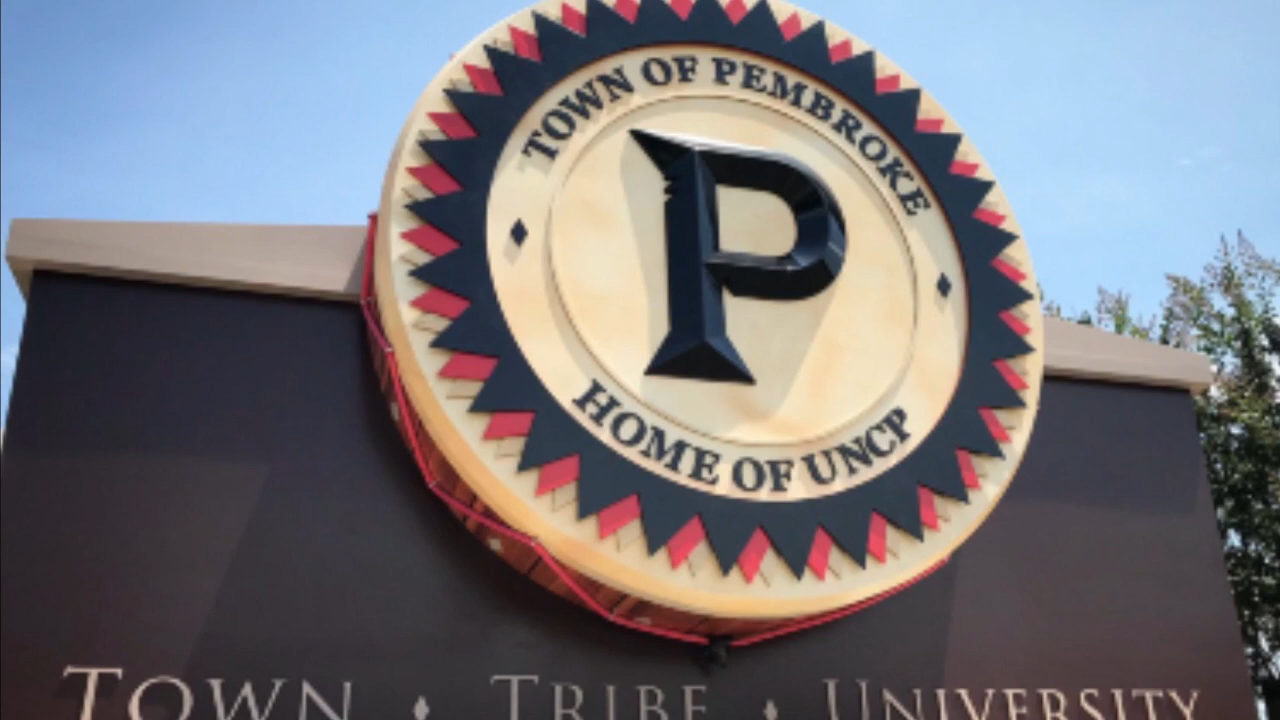 TOWN OF PEMBROKE
P
HOME OF UNCP
TOWN ♦ TRIBE ♦ UNIVERSITY